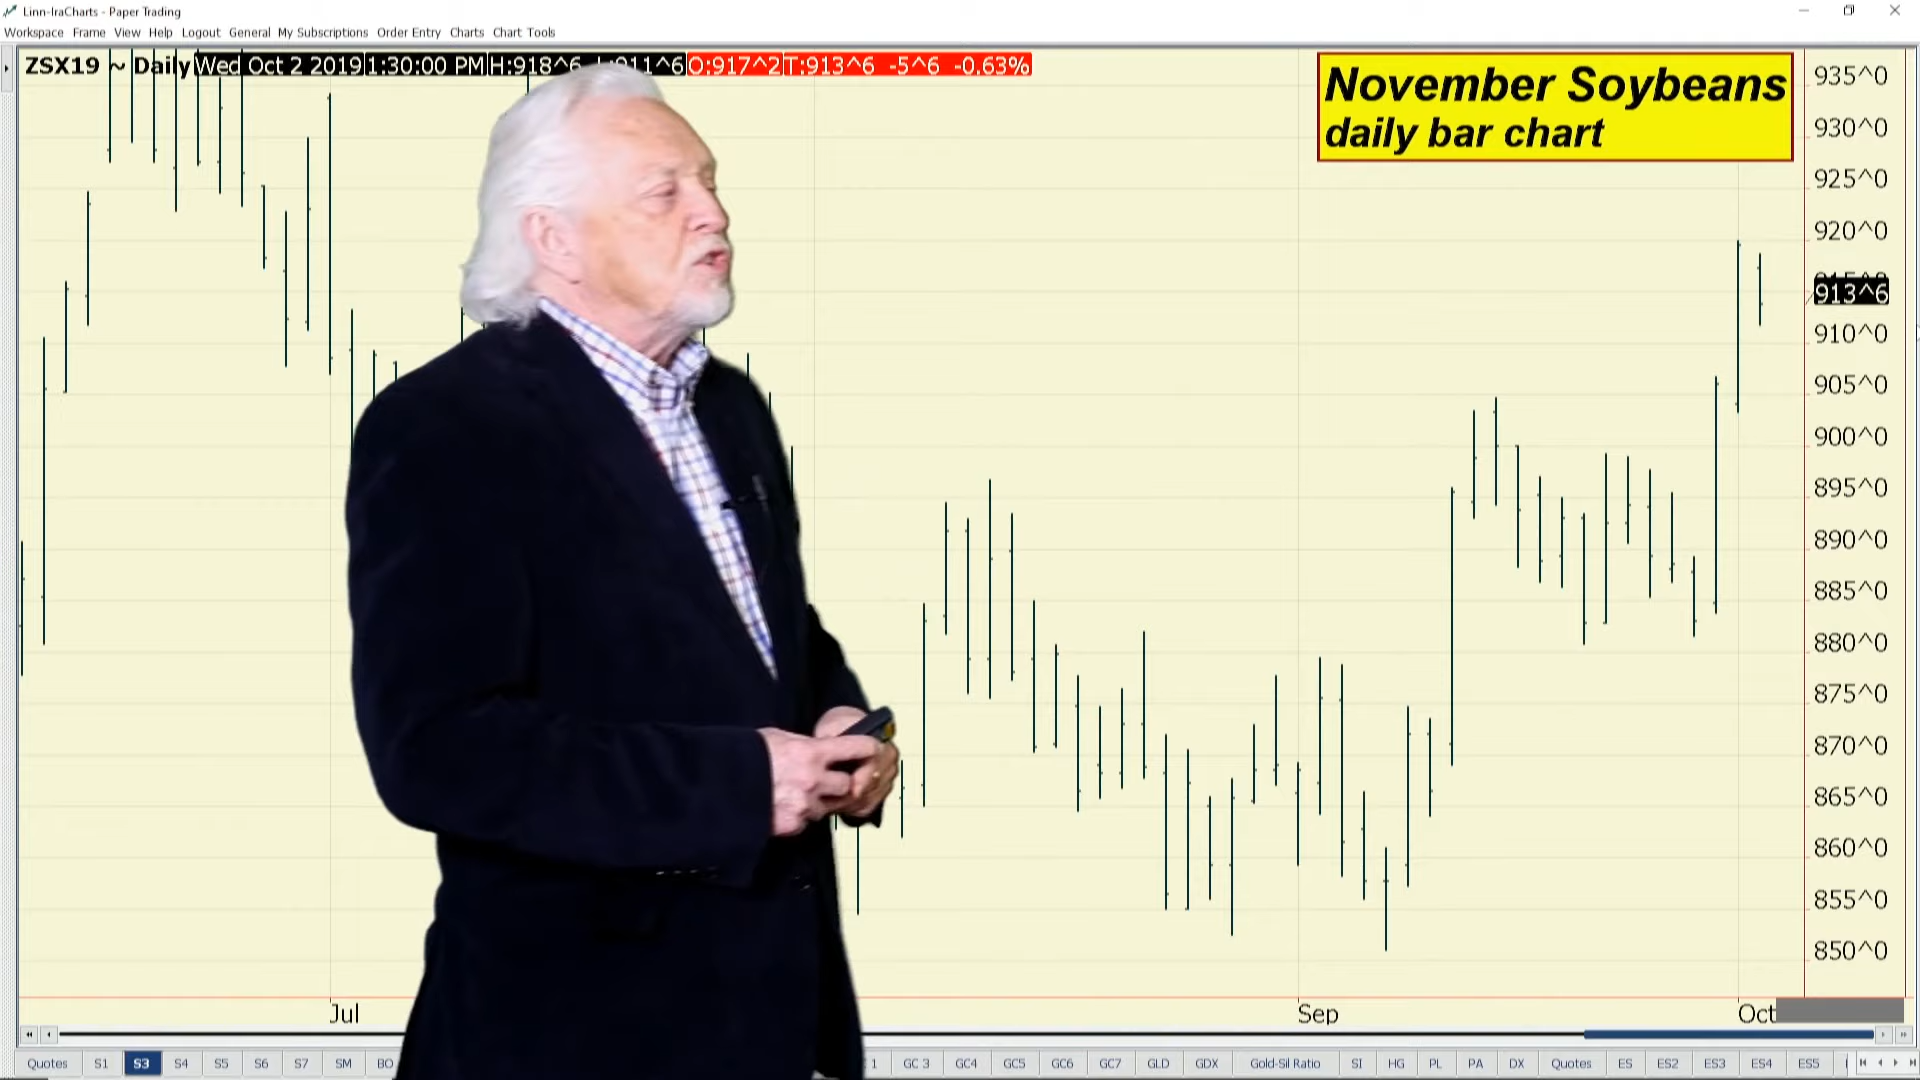 Linn-IraCharts - Paper Trading
Workspace Frame View Help Logout General My Subscriptions Order Entry Charts Chart Tools
ZSX19 ~ Daily Wed Oct 2 2019 1:30:00 PM H:918^6 911^6 O:917^2 T:913^6 -5^6 -0.63%
November Soybeans
daily bar chart
935^0
930^0
925^0
920^0
913^6
910^0
905^0
900^0
895^0
890^0
885^0
880^0
875^0
870^0
865^0
860^0
855^0
850^0
Jul Sep Oct
Quotes S1 S3 S4 S5 S6 S7 SM BO 1 GC 3 GC4 GC5 GC6 GC7 GLD GDX Gold-Sil Ratio SI HG PL PA DX Quotes ES ES2 ES3 ES4 ES5